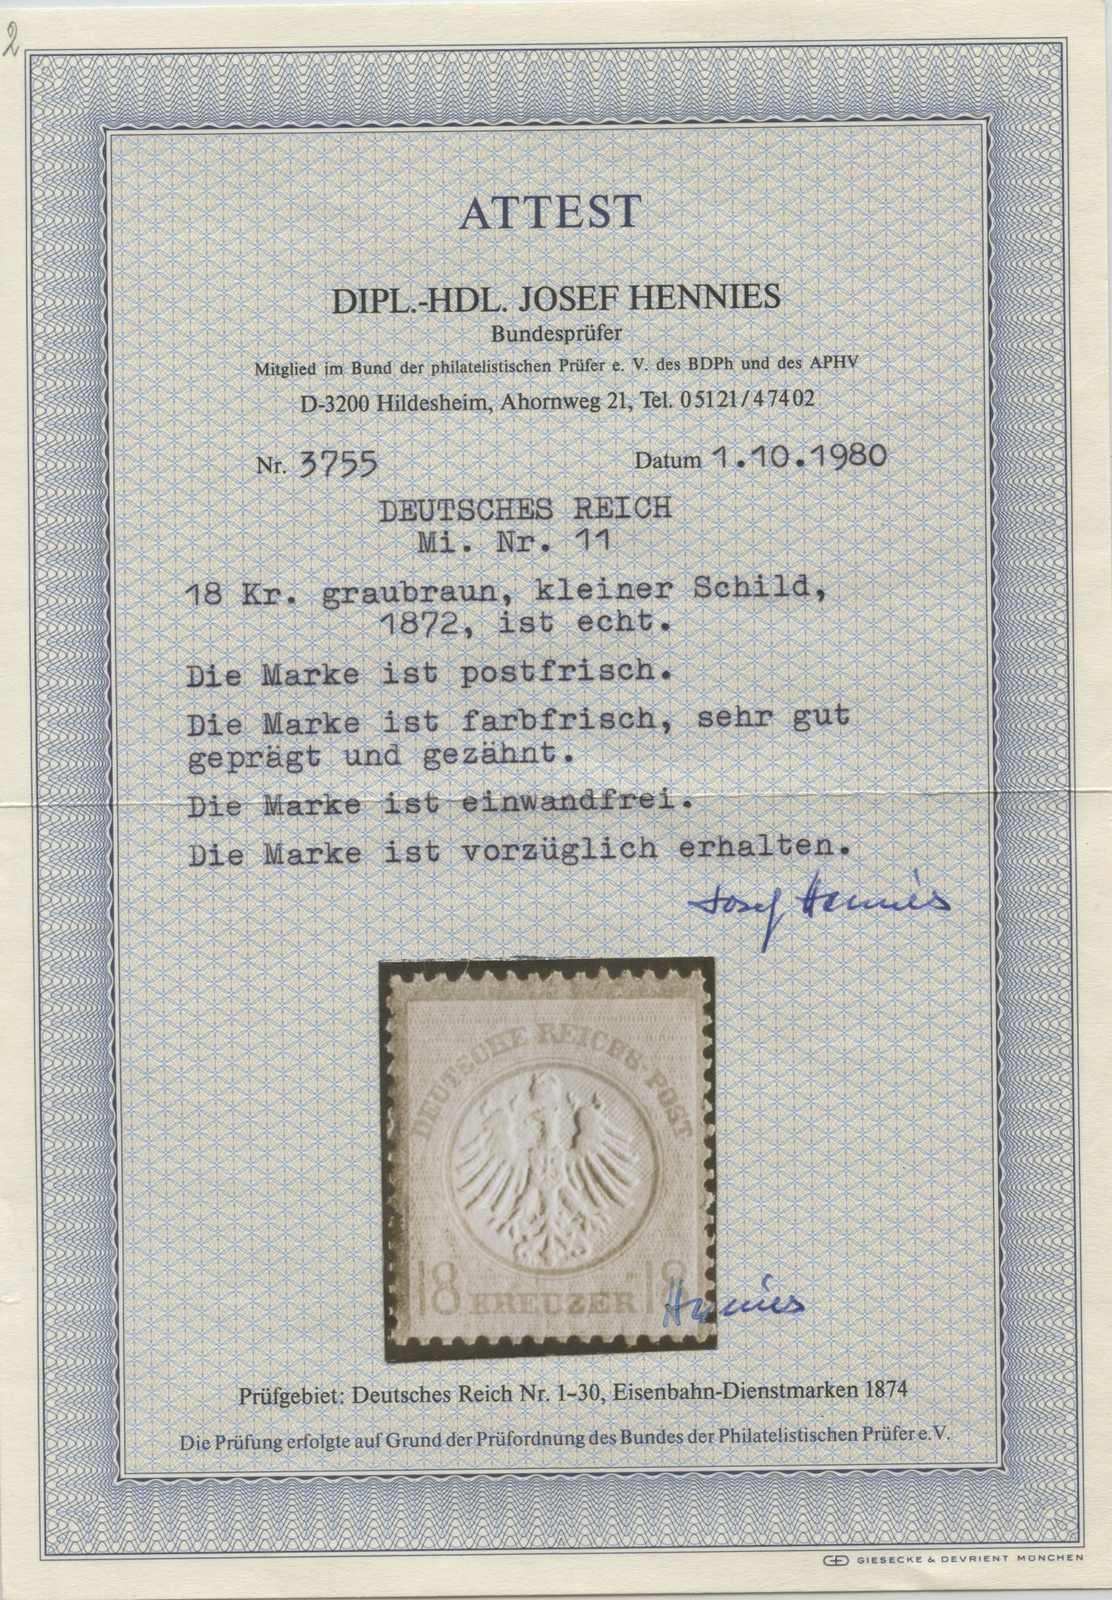 2
ATTEST
DIPL.-HDL. JOSEF HENNIES
Bundesprüfer
Mitglied im Bund der philatelistischen Prüfer e. V. des BDPh und des APHV
D-3200 Hildesheim, Ahornweg 21, Tel. 05121/47402
Nr. 3755 Datum 1.10.1980
DEUTSCHES REICH
Mi. Nr. 11
18 Kr. graubraun, kleiner Schild,
1872, ist echt.
Die Marke ist postfrisch.
Die Marke ist farbfrisch, sehr gut
geprägt und gezähnt.
Die Marke ist einwandfrei.
Die Marke ist vorzüglich erhalten.
Josef Hennies
DEUTSCHE REICHS-POST
18 KREUZER 18
Hennies
Prüfgebiet: Deutsches Reich Nr. 1-30, Eisenbahn-Dienstmarken 1874
Die Prüfung erfolgte auf Grund der Prüfordnung des Bundes der Philatelistischen Prüfer e.V.
GIESECKE & DEVRIENT MÜNCHEN